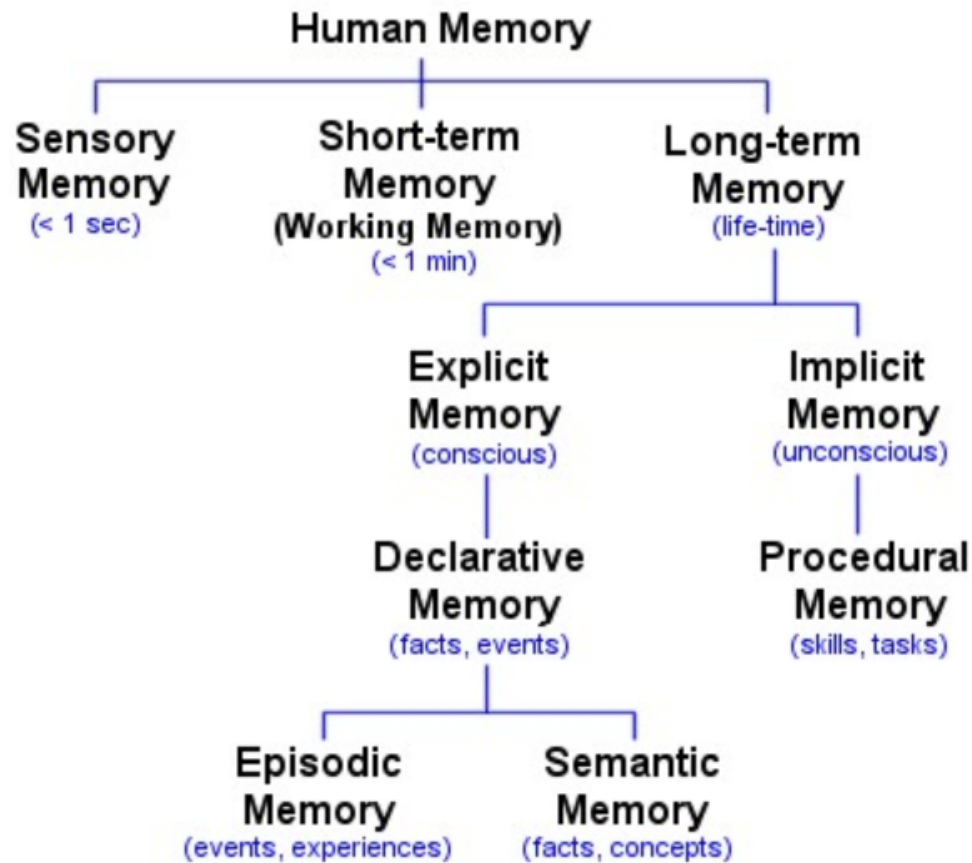 Human Memory
Sensory
Memory
(< 1 sec)
Short-term
Memory
(Working Memory)
(< 1 min)
Long-term
Memory
(life-time)
Explicit
Memory
(conscious)
Implicit
Memory
(unconscious)
Declarative
Memory
(facts, events)
Procedural
Memory
(skills, tasks)
Episodic
Memory
(events, experiences)
Semantic
Memory
(facts, concepts)